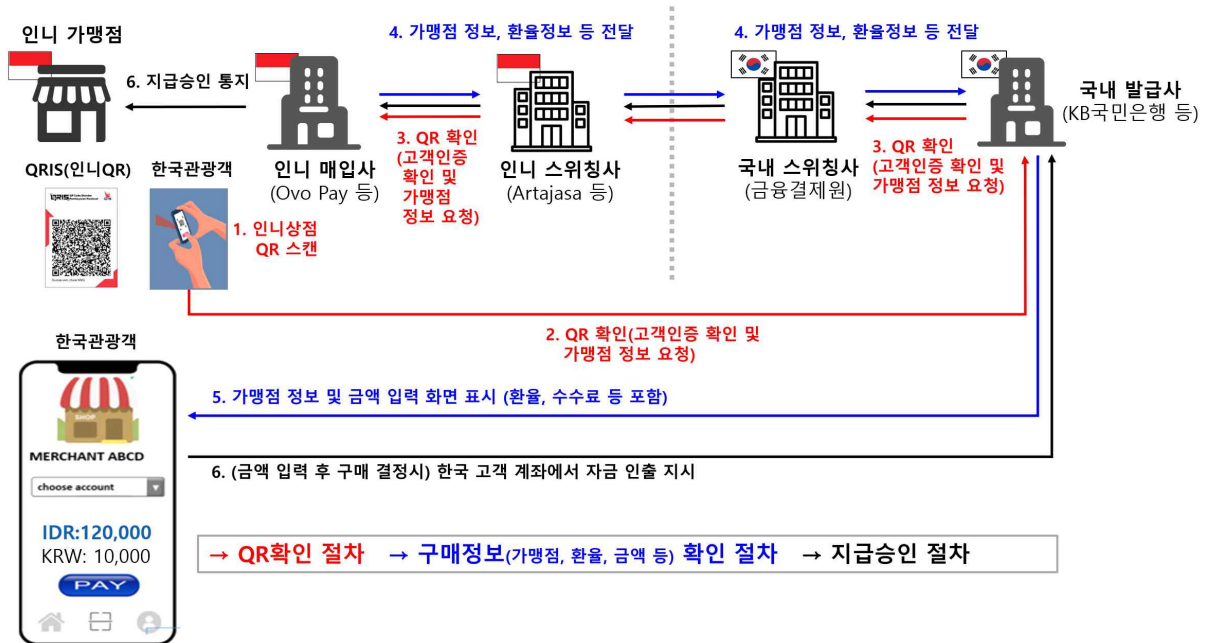 인니 가맹점
4. 가맹점 정보, 환율정보 등 전달
4. 가맹점 정보, 환율정보 등 전달
6. 지급승인 통지
국내 발급사
(KB국민은행 등)
QRIS(인니QR)
한국관광객
인니 매입사
(Ovo Pay 등)
3. QR 확인
(고객인증
확인 및
가맹점
정보 요청)
인니 스위칭사
(Artajasa 등)
국내 스위칭사
(금융결제원)
3. QR 확인
(고객인증 확인 및
가맹점 정보 요청)
QRIS
1. 인니상점
QR 스캔
2. QR 확인(고객인증 확인 및
가맹점 정보 요청)
한국관광객
5. 가맹점 정보 및 금액 입력 화면 표시 (환율, 수수료 등 포함)
SHOP
MERCHANT ABCD
6. (금액 입력 후 구매 결정시) 한국 고객 계좌에서 자금 인출 지시
choose account
IDR:120,000
KRW: 10,000
PAY
→ QR확인 절차 → 구매정보(가맹점, 환율, 금액 등) 확인 절차 → 지급승인 절차